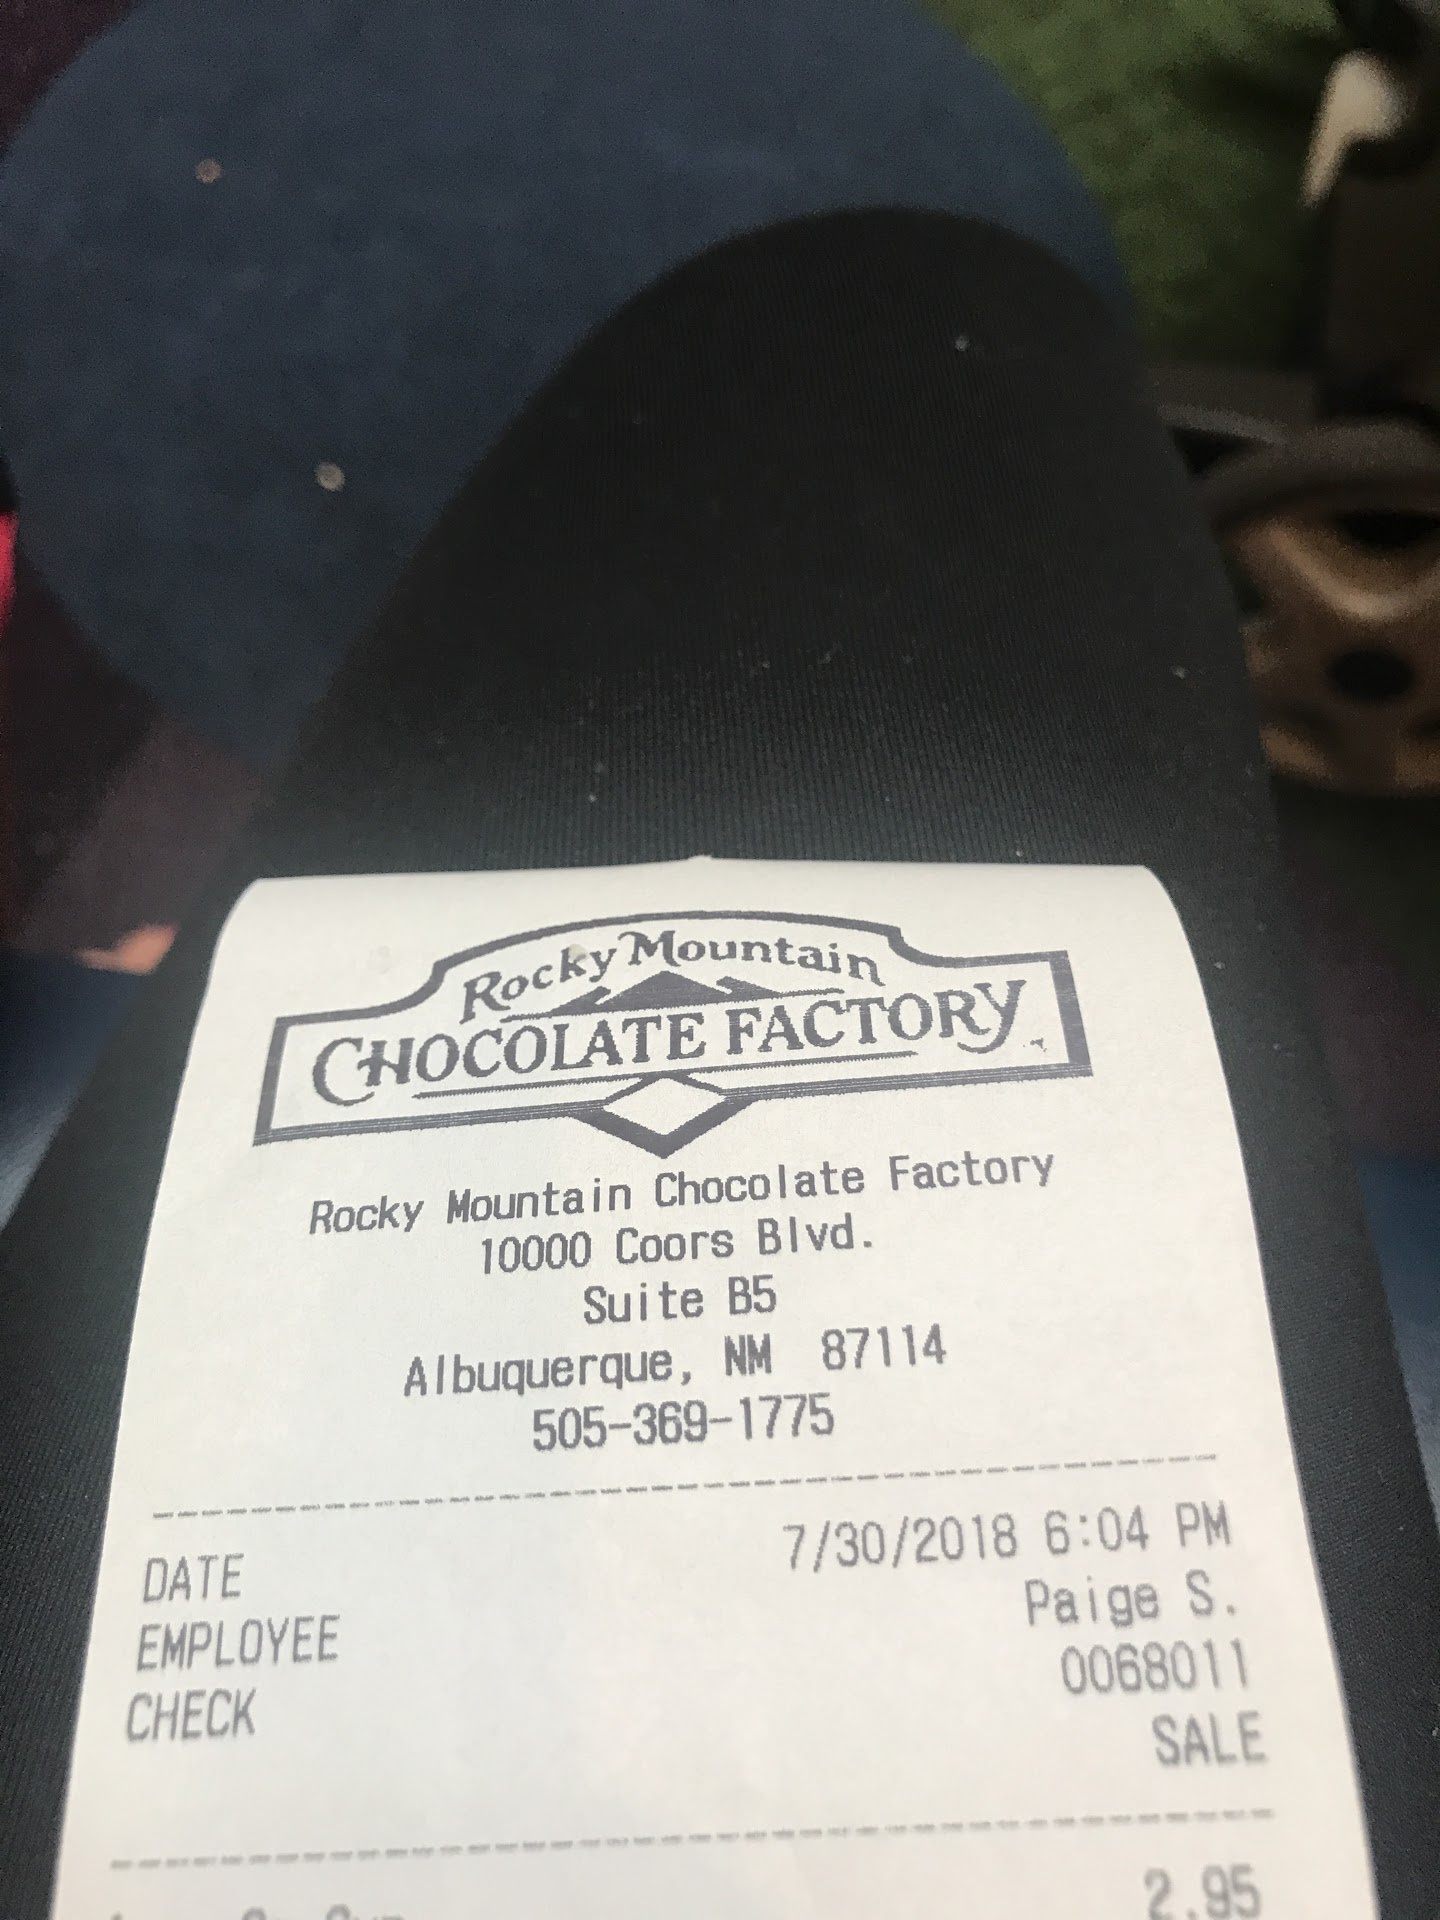 Rocky Mountain
CHOCOLATE FACTORY
Rocky Mountain Chocolate Factory
10000 Coors Blvd.
Suite B5
Albuquerque, NM 87114
505-369-1775
DATE 7/30/2018 6:04 PM
EMPLOYEE Paige S.
CHECK 0068011
SALE
2.95